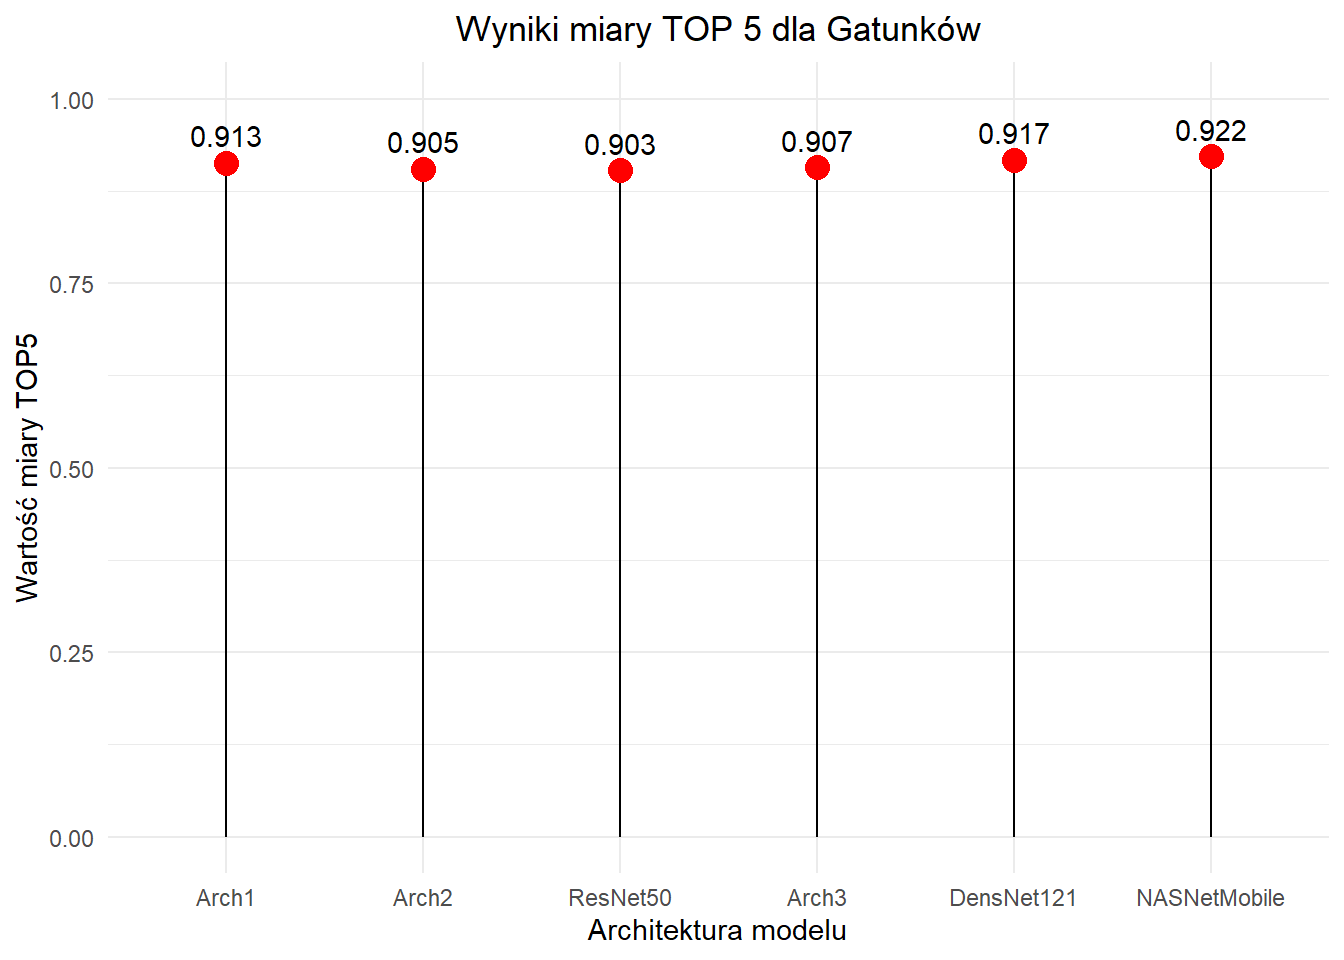 Wyniki miary TOP 5 dla Gatunków
Wartość miary TOP5
1.00
0.75
0.50
0.25
0.00
0.913
0.905
0.903
0.907
0.917
0.922
Arch1
Arch2
ResNet50
Arch3
DensNet121
NASNetMobile
Architektura modelu